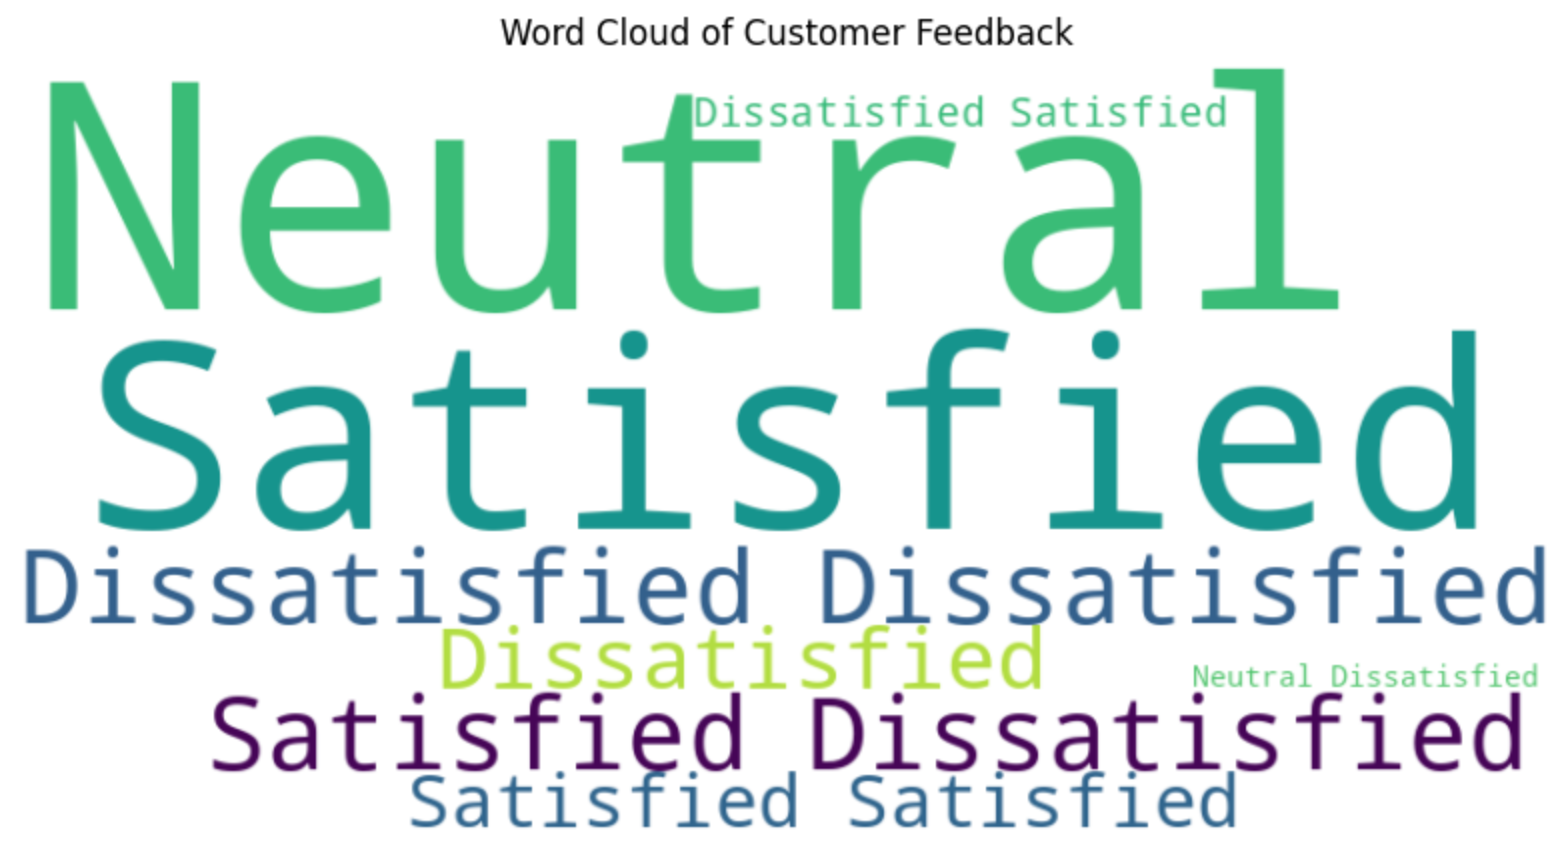 Word Cloud of Customer Feedback
Dissatisfied Satisfied
Neutral
Satisfied
Dissatisfied Dissatisfied
Dissatisfied
Neutral Dissatisfied
Satisfied Dissatisfied
Satisfied Satisfied